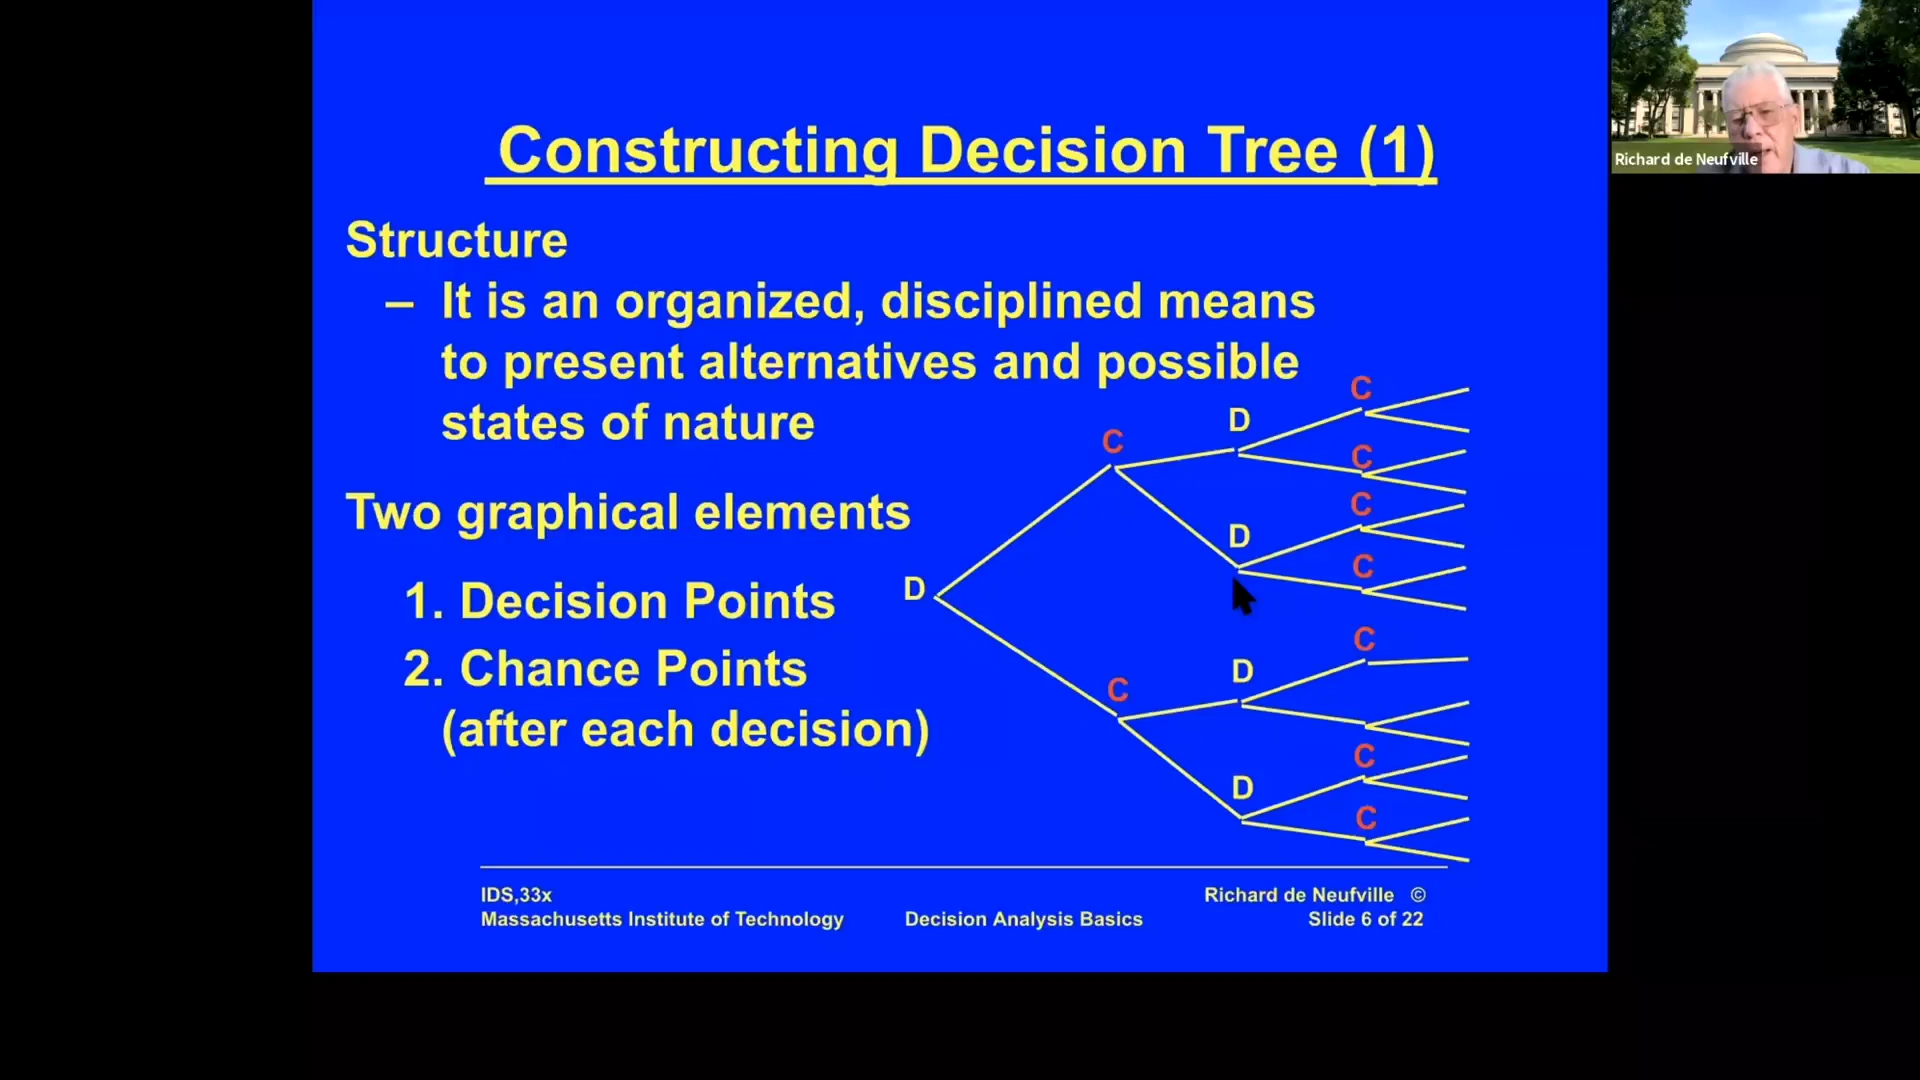 Constructing Decision Tree (1)
Richard de Neufville
Structure
– It is an organized, disciplined means
to present alternatives and possible
states of nature
Two graphical elements
1. Decision Points
2. Chance Points
(after each decision)
D
C
C
D
D
D
D
C
C
C
C
C
C
C
IDS,33x
Massachusetts Institute of Technology
Decision Analysis Basics
Richard de Neufville ©
Slide 6 of 22